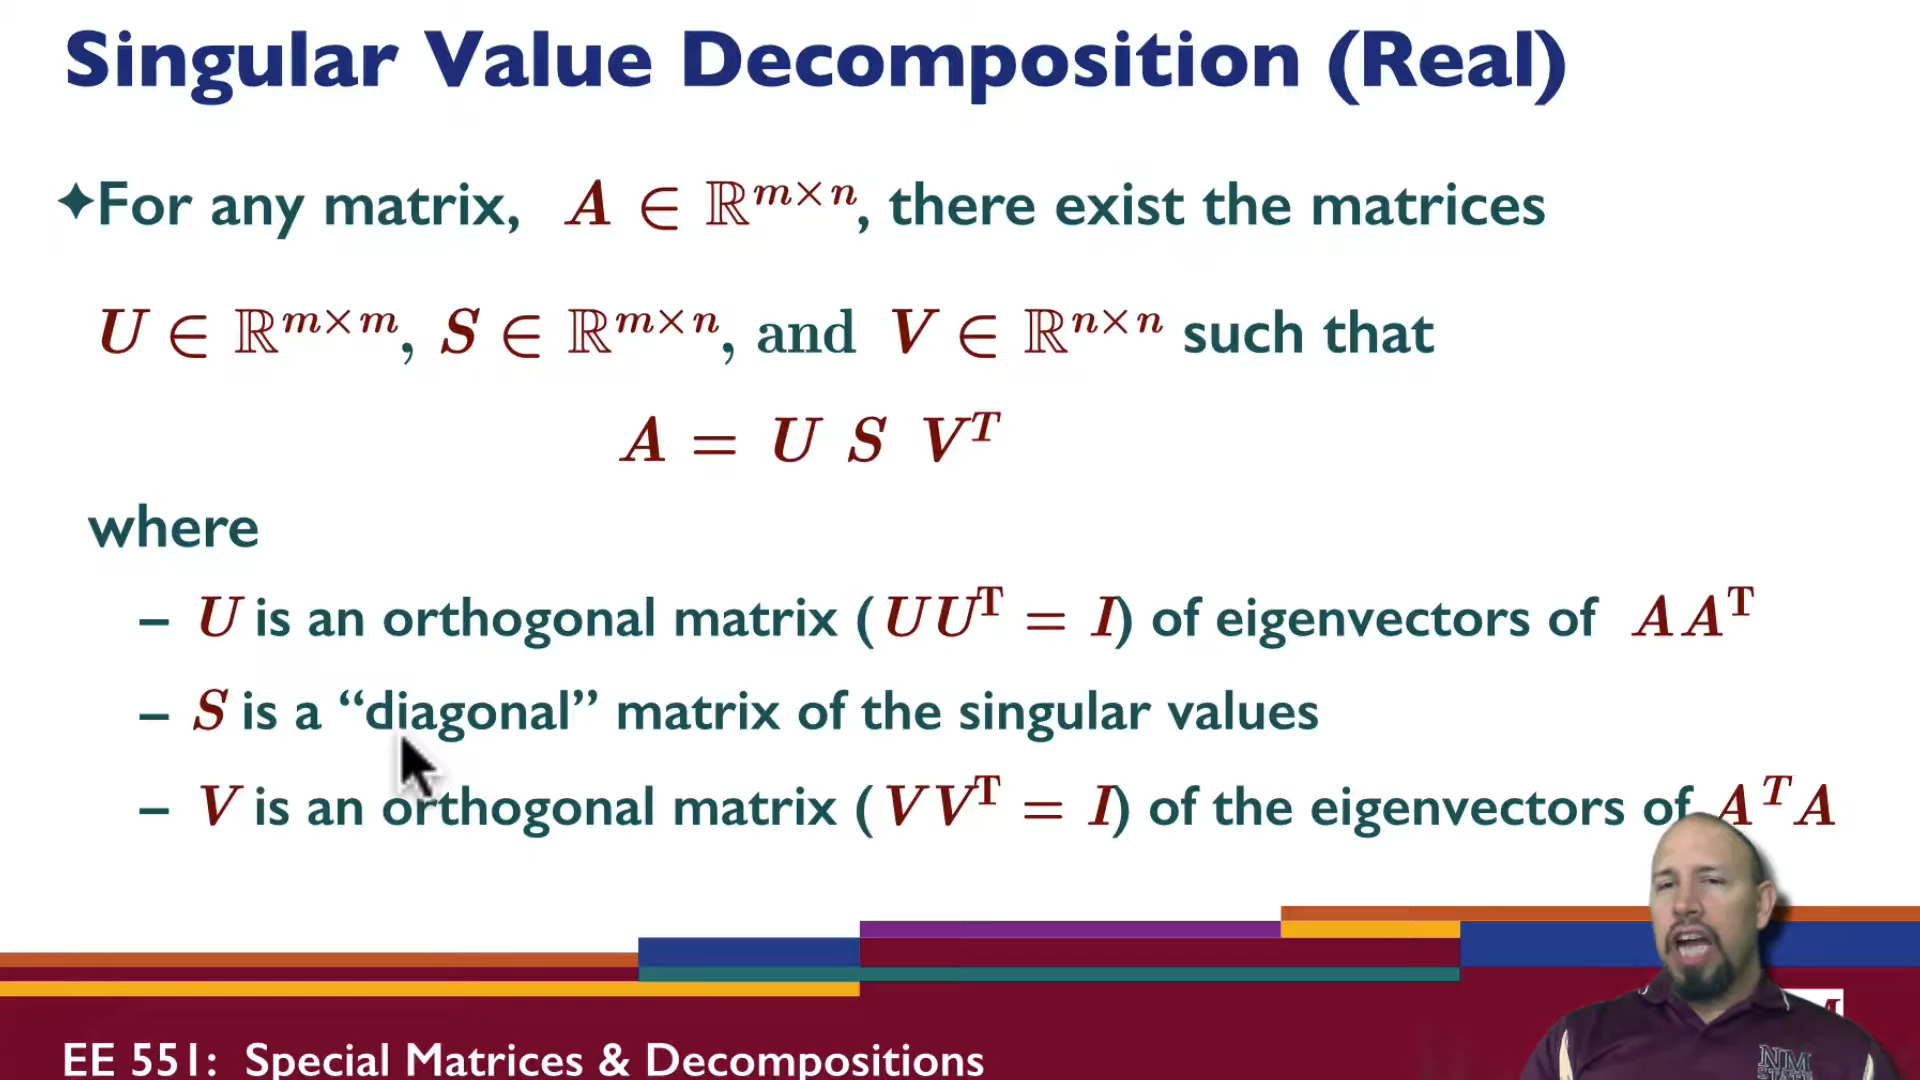 Singular Value Decomposition (Real)
✦For any matrix, A ∈ ℝ^{m×n}, there exist the matrices
U ∈ ℝ^{m×m}, S ∈ ℝ^{m×n}, and V ∈ ℝ^{n×n} such that
A = U S V^T
where
– U is an orthogonal matrix (UU^T = I) of eigenvectors of AA^T
– S is a “diagonal” matrix of the singular values
– V is an orthogonal matrix (VV^T = I) of the eigenvectors of A^T A
EE 551: Special Matrices & Decompositions
NM